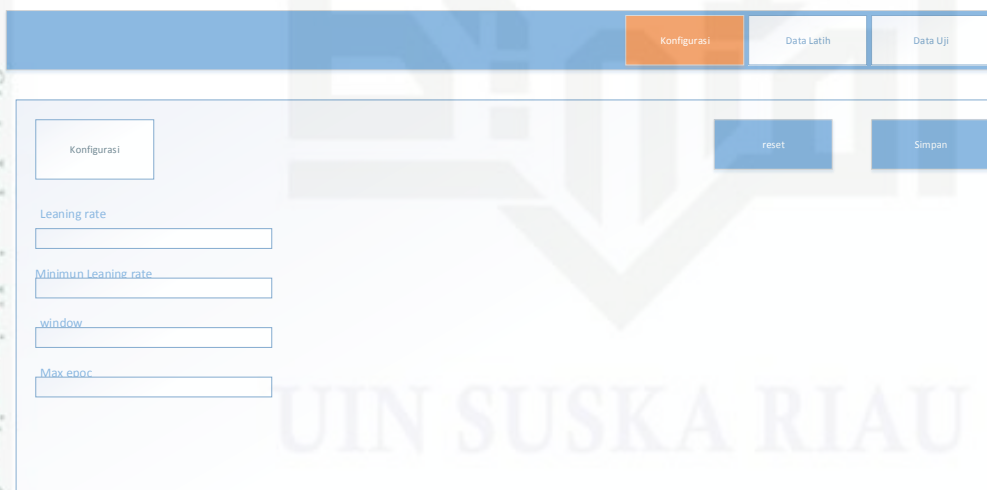 Konfigurasi
Data Latih
Data Uji
Konfigurasi
reset
Simpan
Leaning rate
Minimun Leaning rate
window
Max epoc
UIN SUSKA RIAU